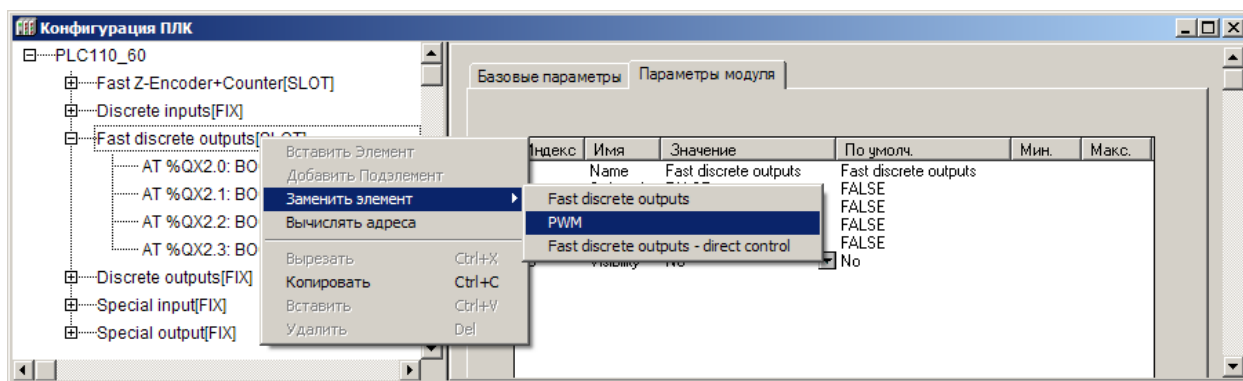 Конфигурация ПЛК
PLC110_60
Fast Z-Encoder+Counter[SLOT]
Discrete inputs[FIX]
Fast discrete outputs[SLOT]
AT %QX2.0: BO
AT %QX2.1: BO
AT %QX2.2: BO
AT %QX2.3: BO
Discrete outputs[FIX]
Special input[FIX]
Special output[FIX]
Вставить Элемент
Добавить Подэлемент
Заменить элемент
Вычислять адреса
Вырезать Ctrl+X
Копировать Ctrl+C
Вставить Ctrl+V
Удалить Del
Fast discrete outputs
PWM
Fast discrete outputs - direct control
Базовые параметры Параметры модуля
Индекс Имя Значение По умолч. Мин. Макс.
Name Fast discrete outputs Fast discrete outputs
FALSE
FALSE
FALSE
FALSE
Visibility No No